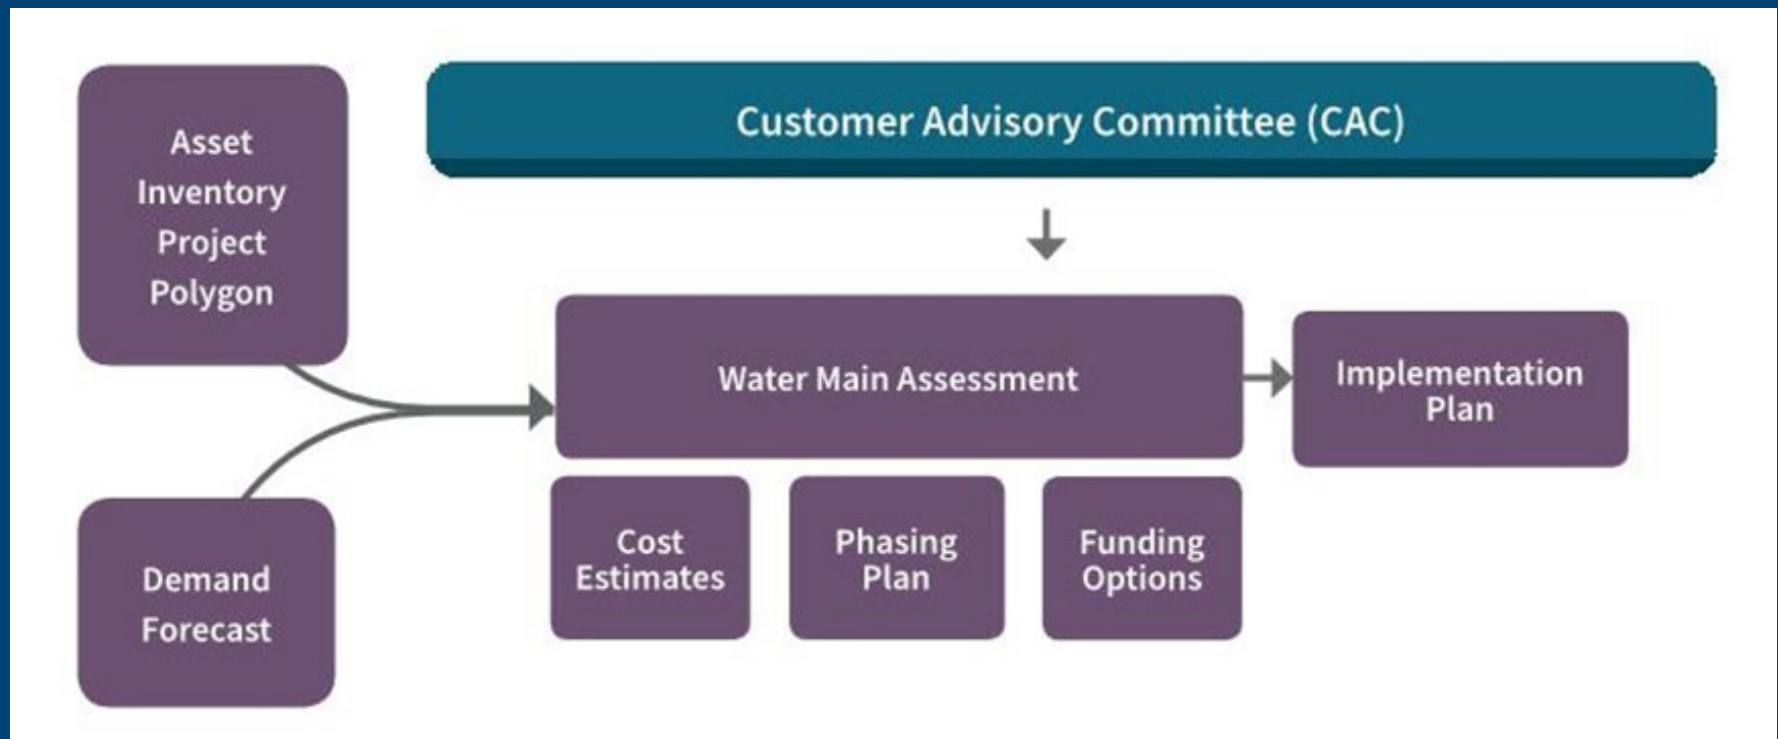 Asset
Inventory
Project
Polygon
Customer Advisory Committee (CAC)
Water Main Assessment
Implementation
Plan
Cost
Estimates
Phasing
Plan
Funding
Options
Demand
Forecast